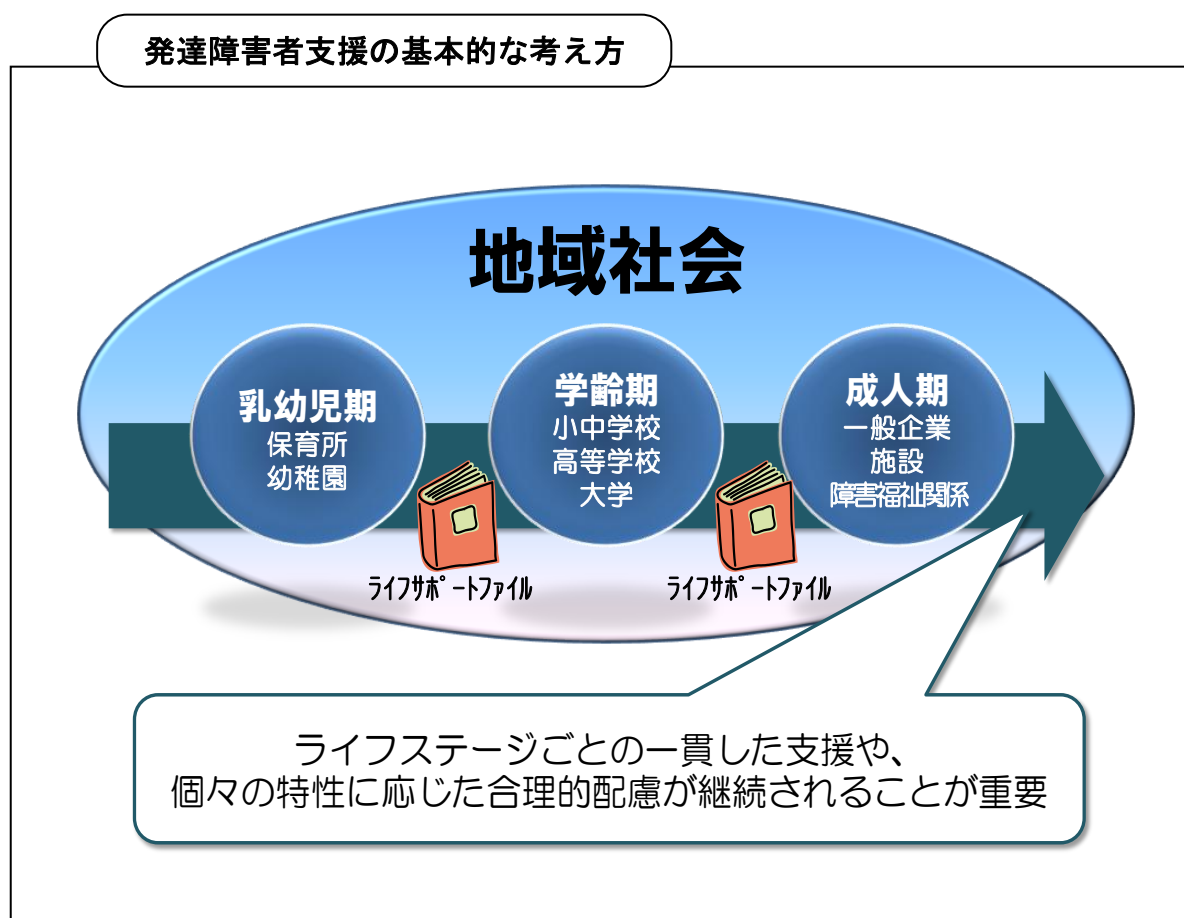 発達障害者支援の基本的な考え方
地域社会
乳幼児期
保育所
幼稚園
学齢期
小中学校
高等学校
大学
成人期
一般企業
施設
障害福祉関係
ﾗｲﾌｻﾎﾟｰﾄﾌｧｲﾙ
ﾗｲﾌｻﾎﾟｰﾄﾌｧｲﾙ
ライフステージごとの一貫した支援や、
個々の特性に応じた合理的配慮が継続されることが重要